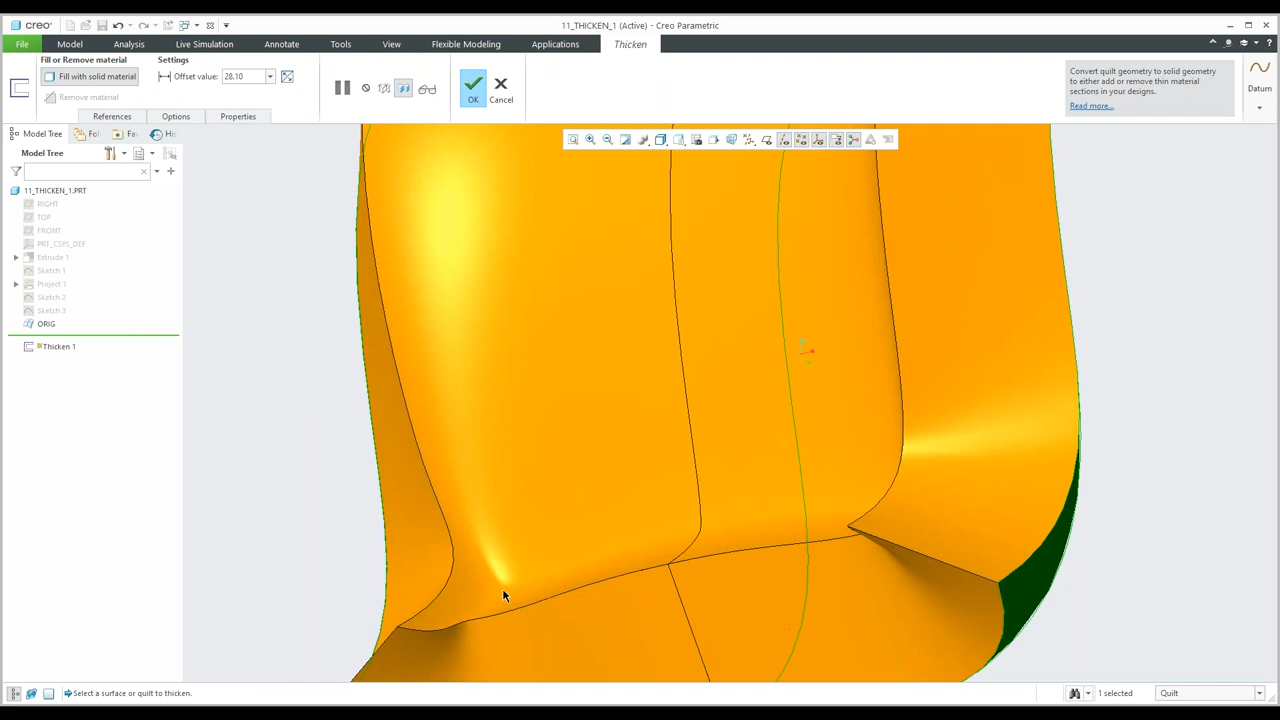 creo
11_THICKEN_1 (Active) - Creo Parametric
File Model Analysis Live Simulation Annotate Tools View Flexible Modeling Applications Thicken
Fill or Remove material
Fill with solid material
Remove material
Settings
Offset value: 28.10
OK
Cancel
References Options Properties
Convert quilt geometry to solid geometry
to either add or remove thin material
sections in your designs.
Read more...
Datum
Model Tree Fol Fa His
Model Tree
11_THICKEN_1.PRT
RIGHT
TOP
FRONT
PRT_CSYS_DEF
Extrude 1
Sketch 1
Project 1
Sketch 2
Sketch 3
ORIG
Thicken 1
Select a surface or quilt to thicken.
1 selected
Quilt